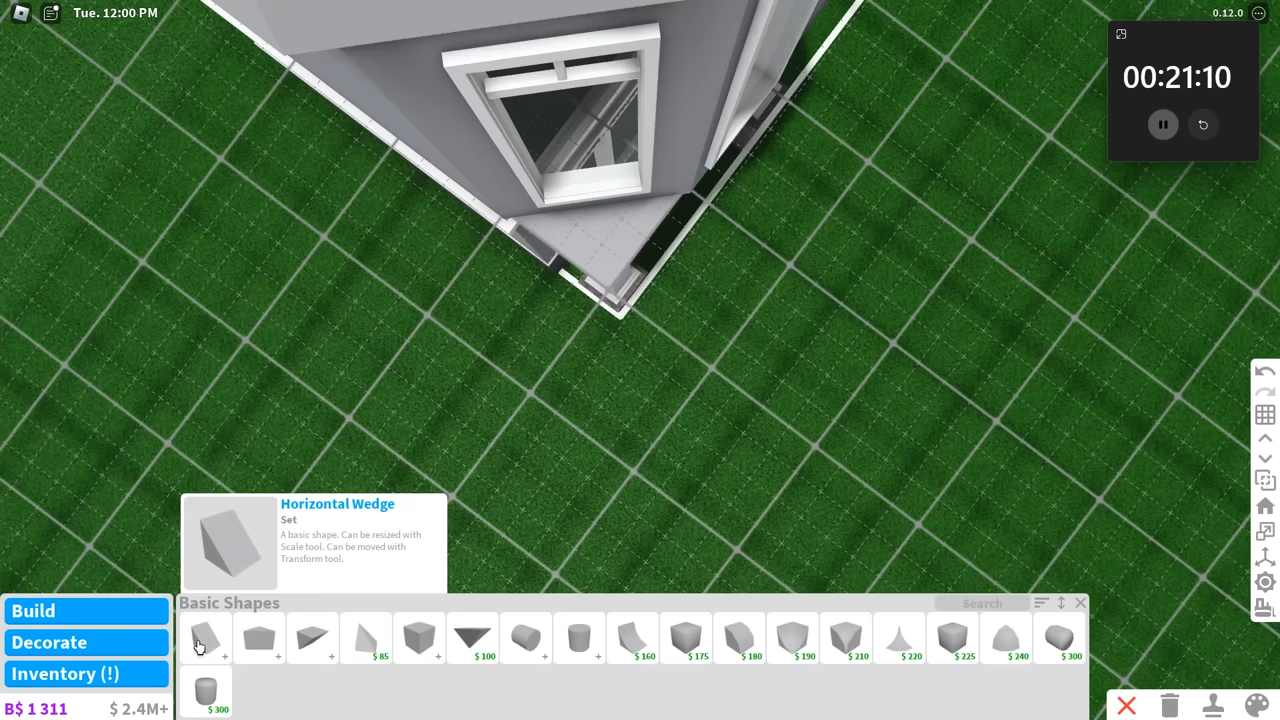 Tue. 12:00 PM
0.12.0
00:21:10
Horizontal Wedge
Set
A basic shape. Can be resized with
Scale tool. Can be moved with
Transform tool.
Build
Decorate
Inventory (!)
B$ 1 311
$ 2.4M+
Basic Shapes
Search
+
+
+
$ 85
+
$ 100
+
+
$ 160
$ 175
$ 180
$ 190
$ 210
$ 220
$ 225
$ 240
$ 300
$ 300